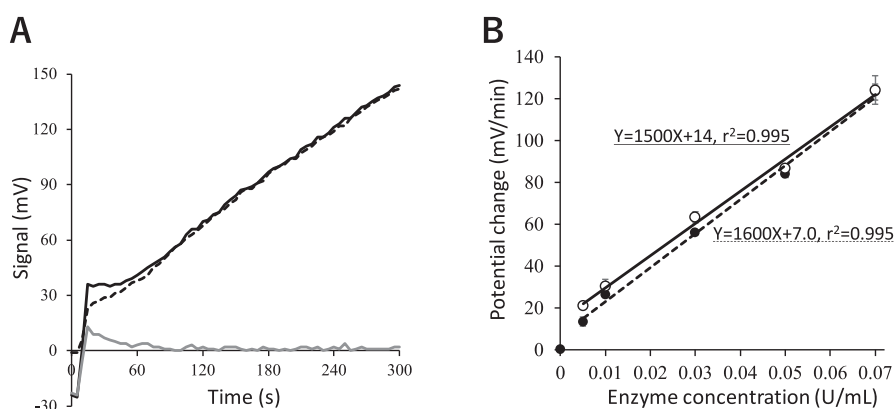 A
B
150
120
90
60
30
0
-30
Signal (mV)
0 60 120 180 240 300
Time (s)
140
120
100
80
60
40
20
0
Potential change (mV/min)
Y=1500X+14, r²=0.995
Y=1600X+7.0, r²=0.995
0 0.01 0.02 0.03 0.04 0.05 0.06 0.07
Enzyme concentration (U/mL)